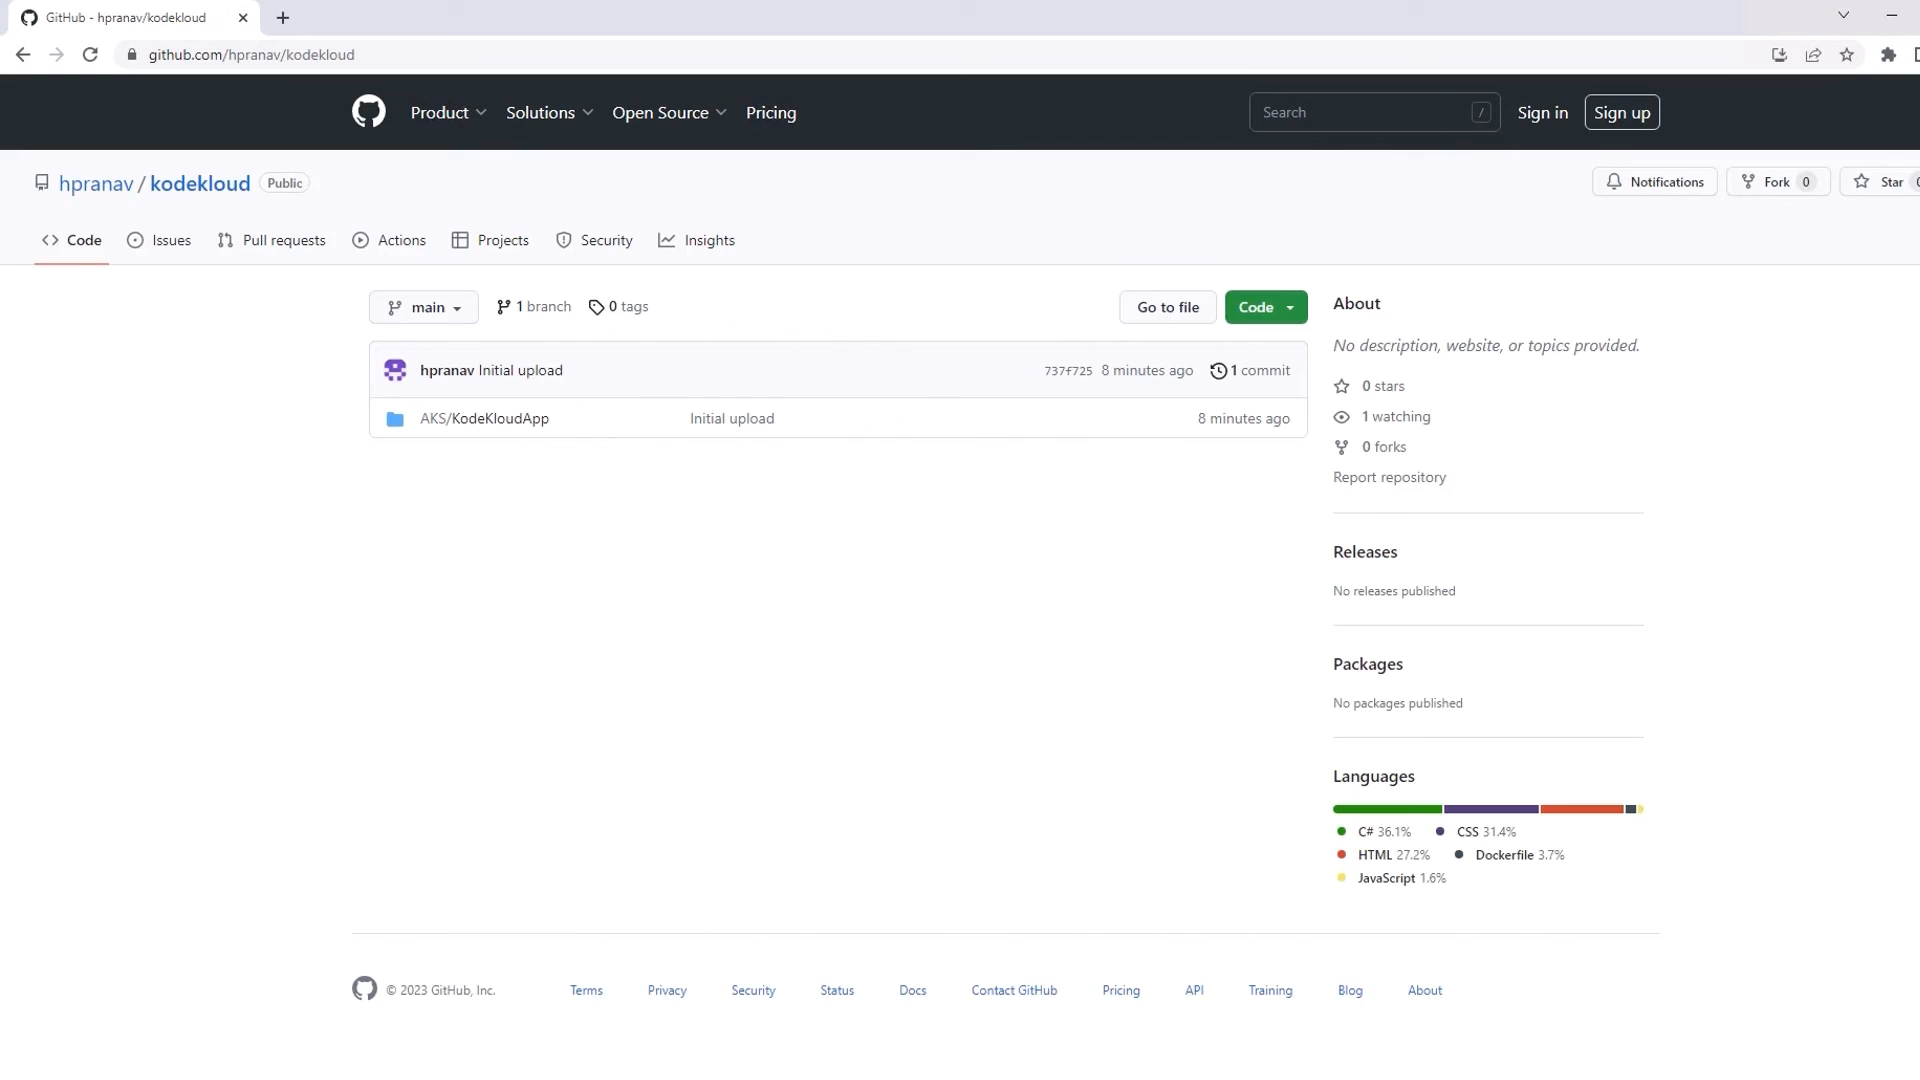 GitHub - hpranav/kodekloud
github.com/hpranav/kodekloud
Product Solutions Open Source Pricing Search / Sign in Sign up
hpranav / kodekloud Public Notifications Fork 0 Star
Code Issues Pull requests Actions Projects Security Insights
main 1 branch 0 tags Go to file Code
hpranav Initial upload 737f725 8 minutes ago 1 commit
AKS/KodeKloudApp Initial upload 8 minutes ago
About
No description, website, or topics provided.
0 stars
1 watching
0 forks
Report repository
Releases
No releases published
Packages
No packages published
Languages
C# 36.1% CSS 31.4%
HTML 27.2% Dockerfile 3.7%
JavaScript 1.6%
© 2023 GitHub, Inc. Terms Privacy Security Status Docs Contact GitHub Pricing API Training Blog About